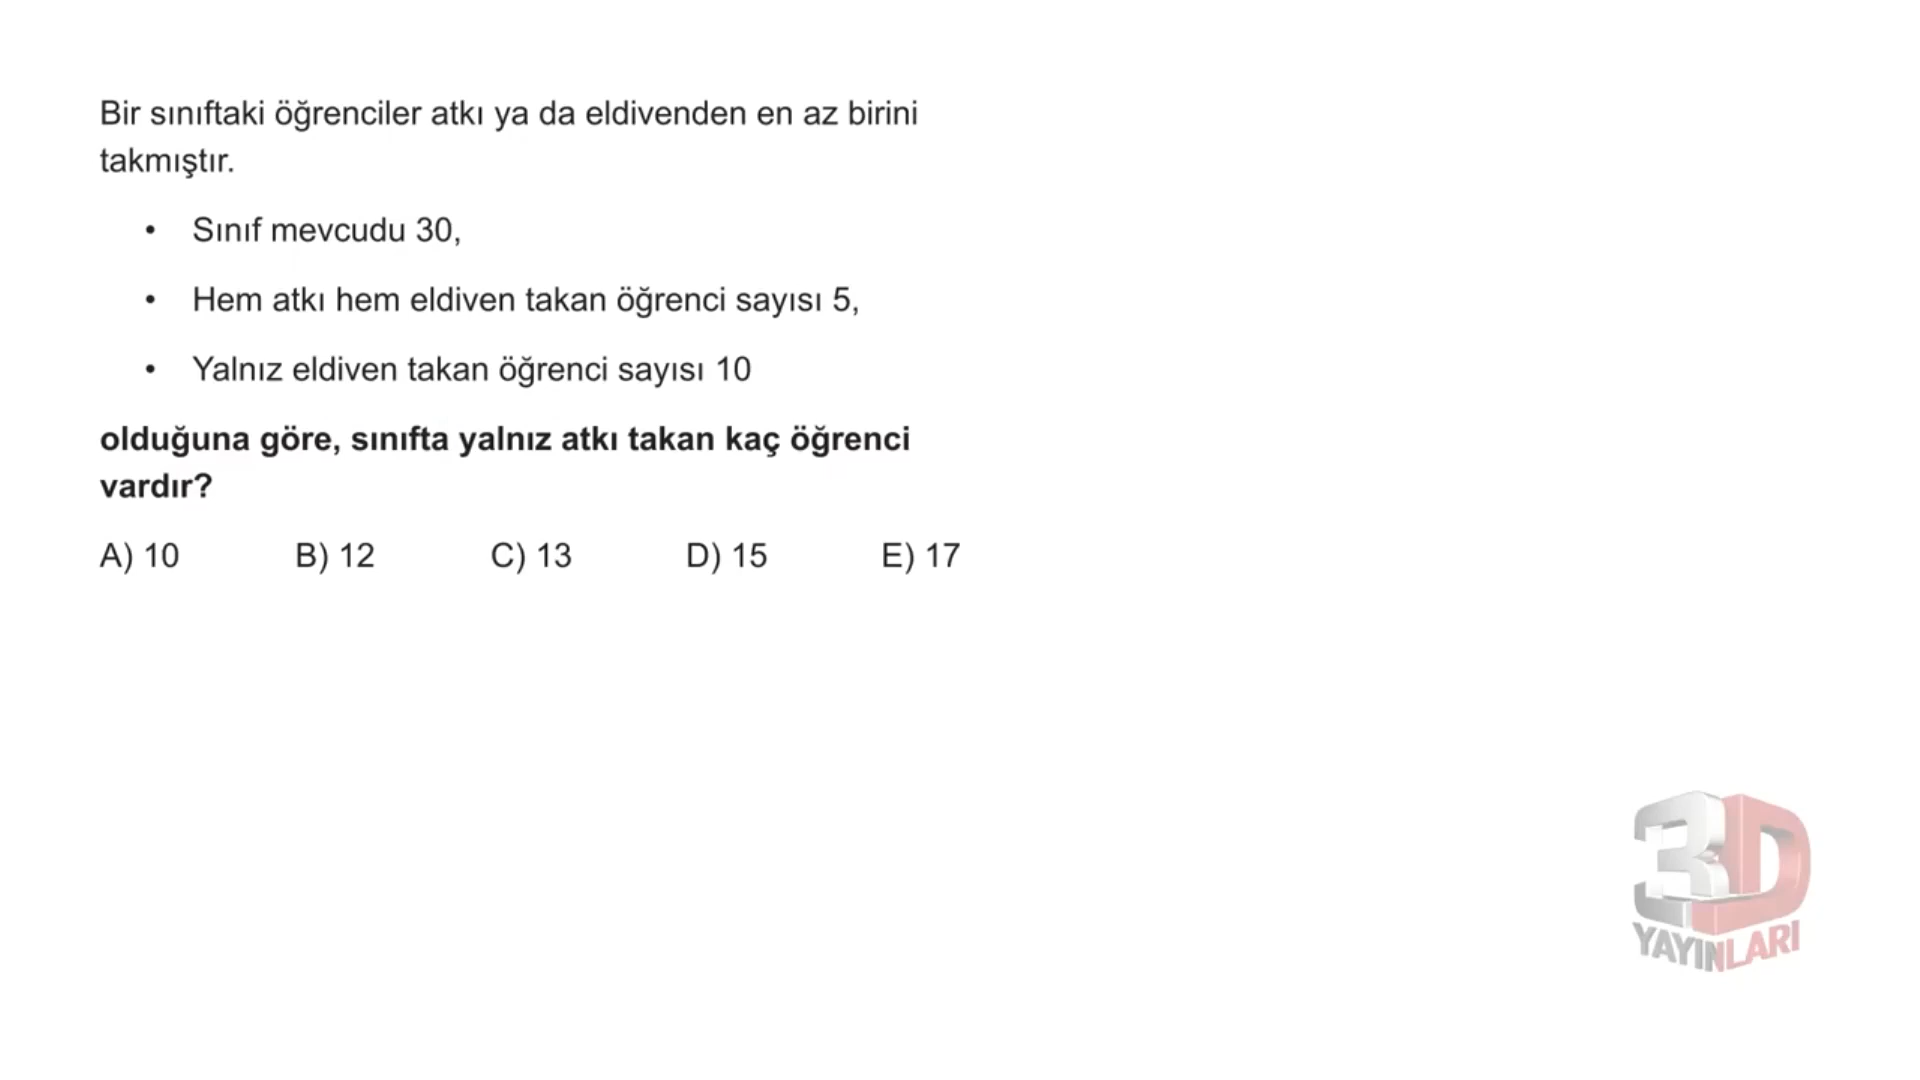 Bir sınıftaki öğrenciler atkı ya da eldivenden en az birini
takmıştır.
• Sınıf mevcudu 30,
• Hem atkı hem eldiven takan öğrenci sayısı 5,
• Yalnız eldiven takan öğrenci sayısı 10
olduğuna göre, sınıfta yalnız atkı takan kaç öğrenci
vardır?
A) 10 B) 12 C) 13 D) 15 E) 17
3D
YAYINLARI